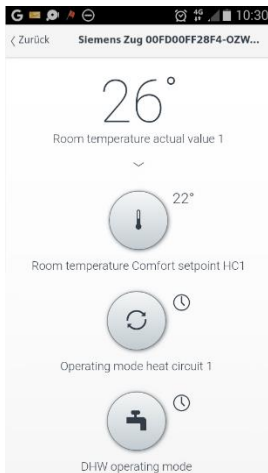 G 4G 10:30
Zurück Siemens Zug 00FD00FF28F4-OZW...
26°
Room temperature actual value 1
22°
Room temperature Comfort setpoint HC1
Operating mode heat circuit 1
DHW operating mode